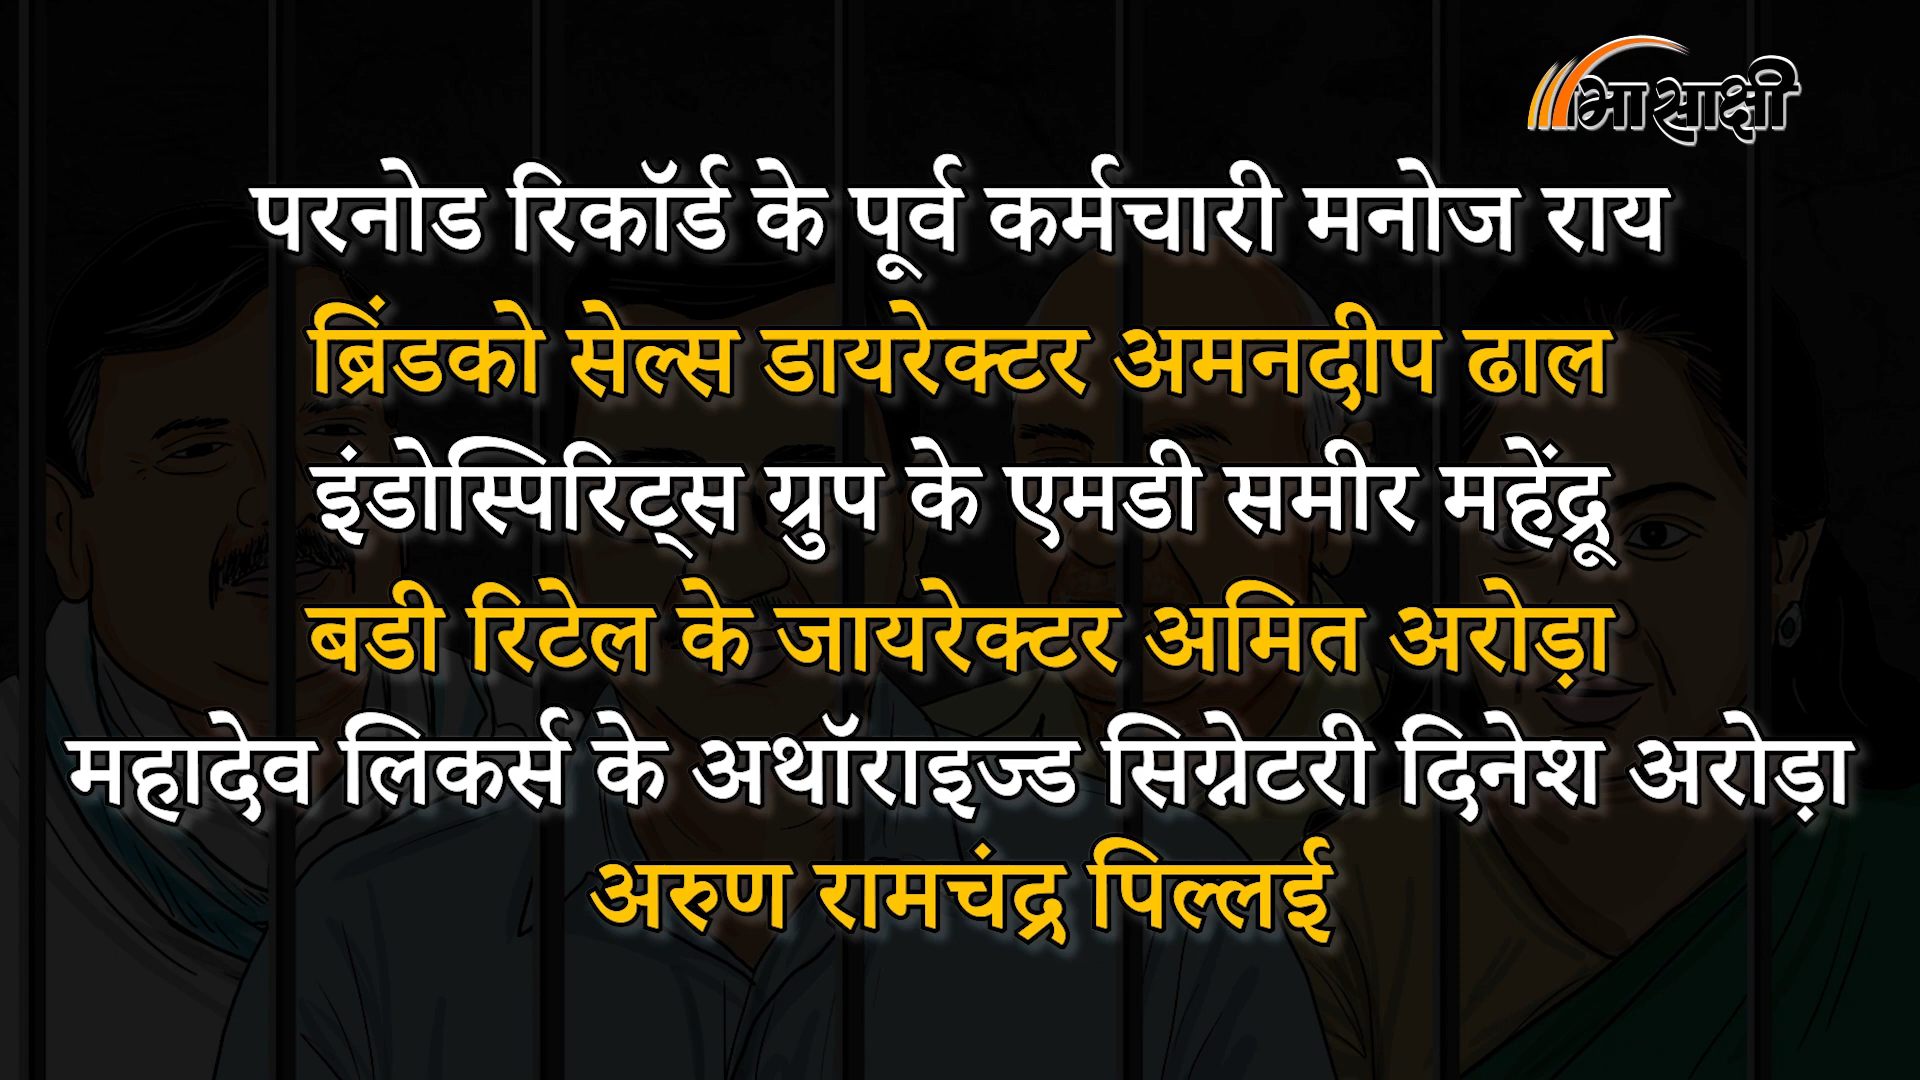 प्रभासाक्षी
परनोड रिकॉर्ड के पूर्व कर्मचारी मनोज राय
ब्रिंडको सेल्स डायरेक्टर अमनदीप ढाल
इंडोस्पिरिट्स ग्रुप के एमडी समीर महेंद्रू
बडी रिटेल के जायरेक्टर अमित अरोड़ा
महादेव लिकर्स के अथॉराइज्ड सिग्नेटरी दिनेश अरोड़ा
अरुण रामचंद्र पिल्लई